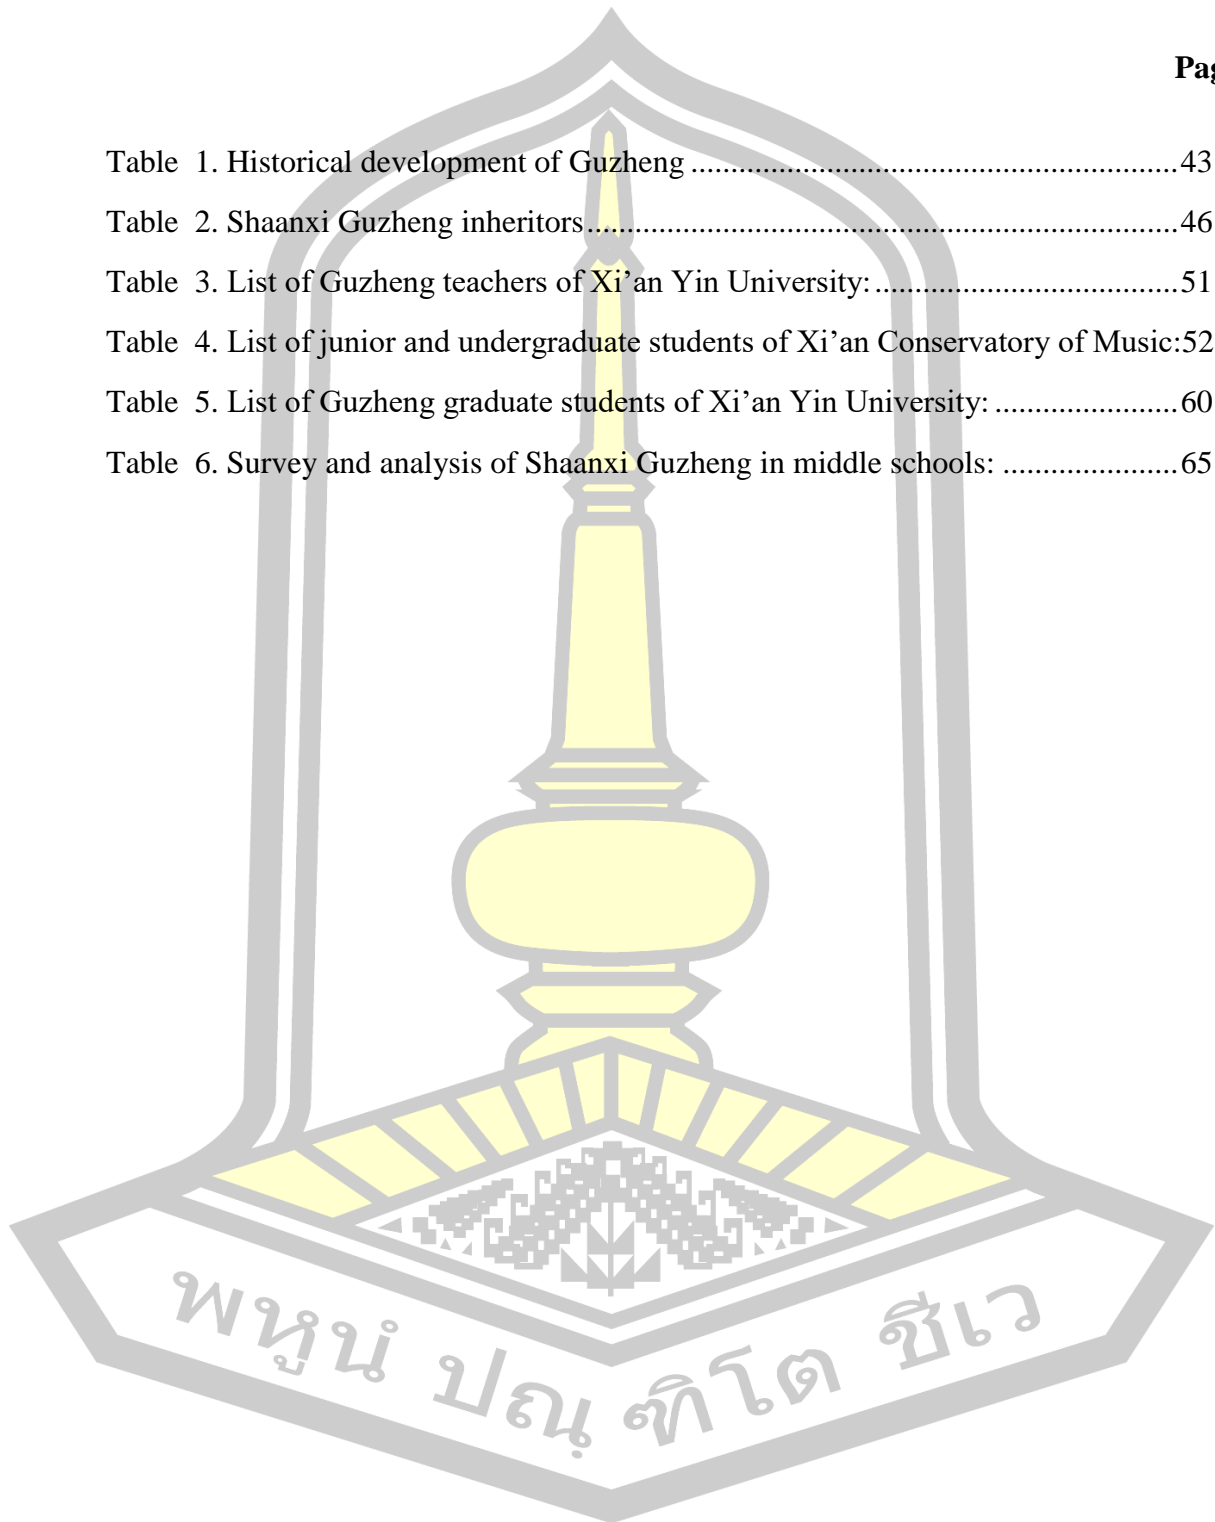 Pag
Table 1. Historical development of Guzheng ........................................................ 43
Table 2. Shaanxi Guzheng inheritors .................................................................... 46
Table 3. List of Guzheng teachers of Xi’an Yin University: ................................... 51
Table 4. List of junior and undergraduate students of Xi’an Conservatory of Music:52
Table 5. List of Guzheng graduate students of Xi’an Yin University: ..................... 60
Table 6. Survey and analysis of Shaanxi Guzheng in middle schools: .................... 65
พหูนํ ปณฺฑิโต ชีเว